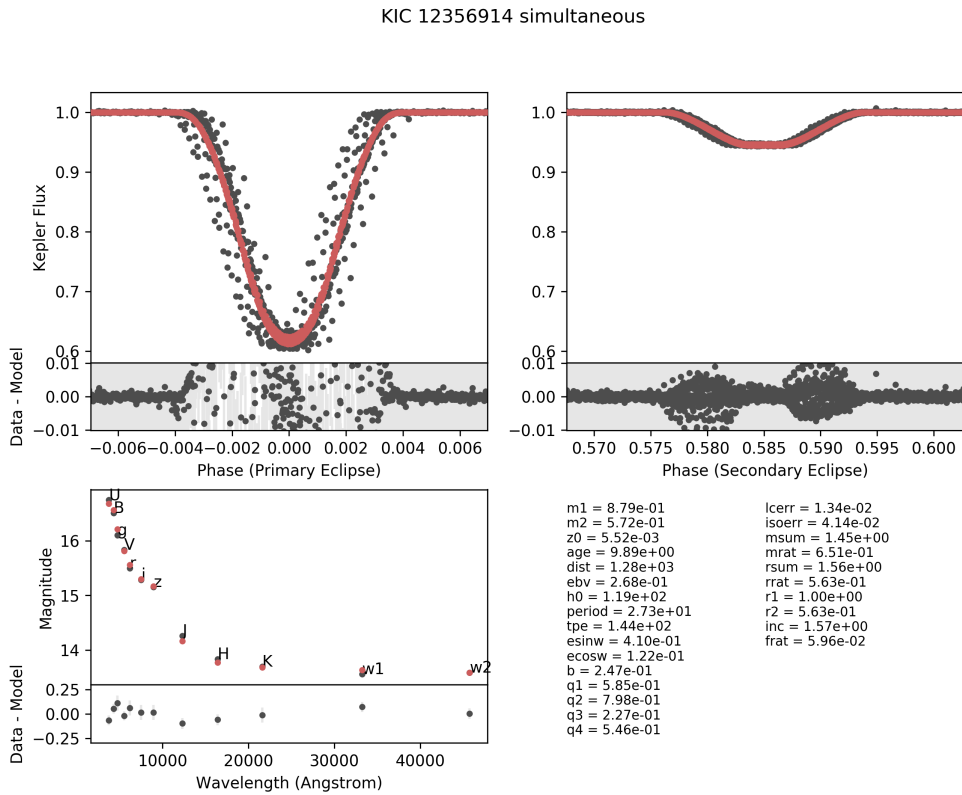 KIC 12356914 simultaneous
1.0
0.9
0.8
0.7
0.6
Kepler Flux
0.01
0.00
−0.01
Data - Model
−0.006 −0.004 −0.002 0.000 0.002 0.004 0.006
Phase (Primary Eclipse)
1.0
0.9
0.8
0.7
0.6
0.01
0.00
−0.01
0.570 0.575 0.580 0.585 0.590 0.595 0.600
Phase (Secondary Eclipse)
16
15
14
Magnitude
U
B
g
V
r
i
z
J
H
K
w1
w2
0.25
0.00
−0.25
Data - Model
10000 20000 30000 40000
Wavelength (Angstrom)
m1 = 8.79e-01
m2 = 5.72e-01
z0 = 5.52e-03
age = 9.89e+00
dist = 1.28e+03
ebv = 2.68e-01
h0 = 1.19e+02
period = 2.73e+01
tpe = 1.44e+02
esinw = 4.10e-01
ecosw = 1.22e-01
b = 2.47e-01
q1 = 5.85e-01
q2 = 7.98e-01
q3 = 2.27e-01
q4 = 5.46e-01
lcerr = 1.34e-02
isoerr = 4.14e-02
msum = 1.45e+00
mrat = 6.51e-01
rsum = 1.56e+00
rrat = 5.63e-01
r1 = 1.00e+00
r2 = 5.63e-01
inc = 1.57e+00
frat = 5.96e-02